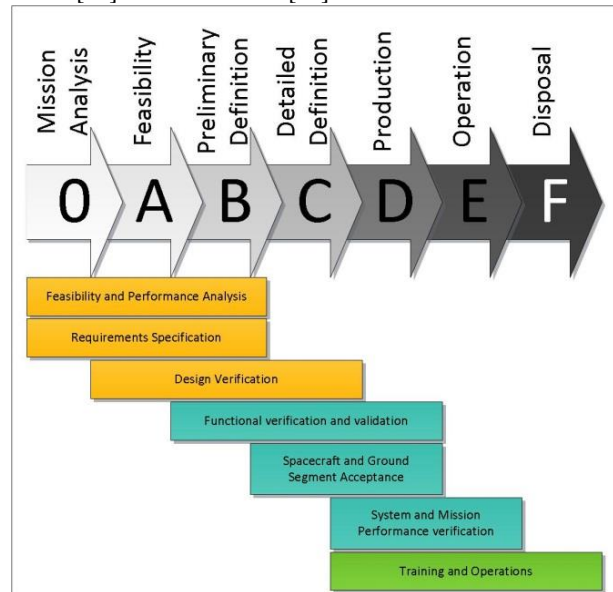 Mission
Analysis
Feasibility
Preliminary
Definition
Detailed
Definition
Production
Operation
Disposal
0
A
B
C
D
E
F
Feasibility and Performance Analysis
Requirements Specification
Design Verification
Functional verification and validation
Spacecraft and Ground
Segment Acceptance
System and Mission
Performance verification
Training and Operations